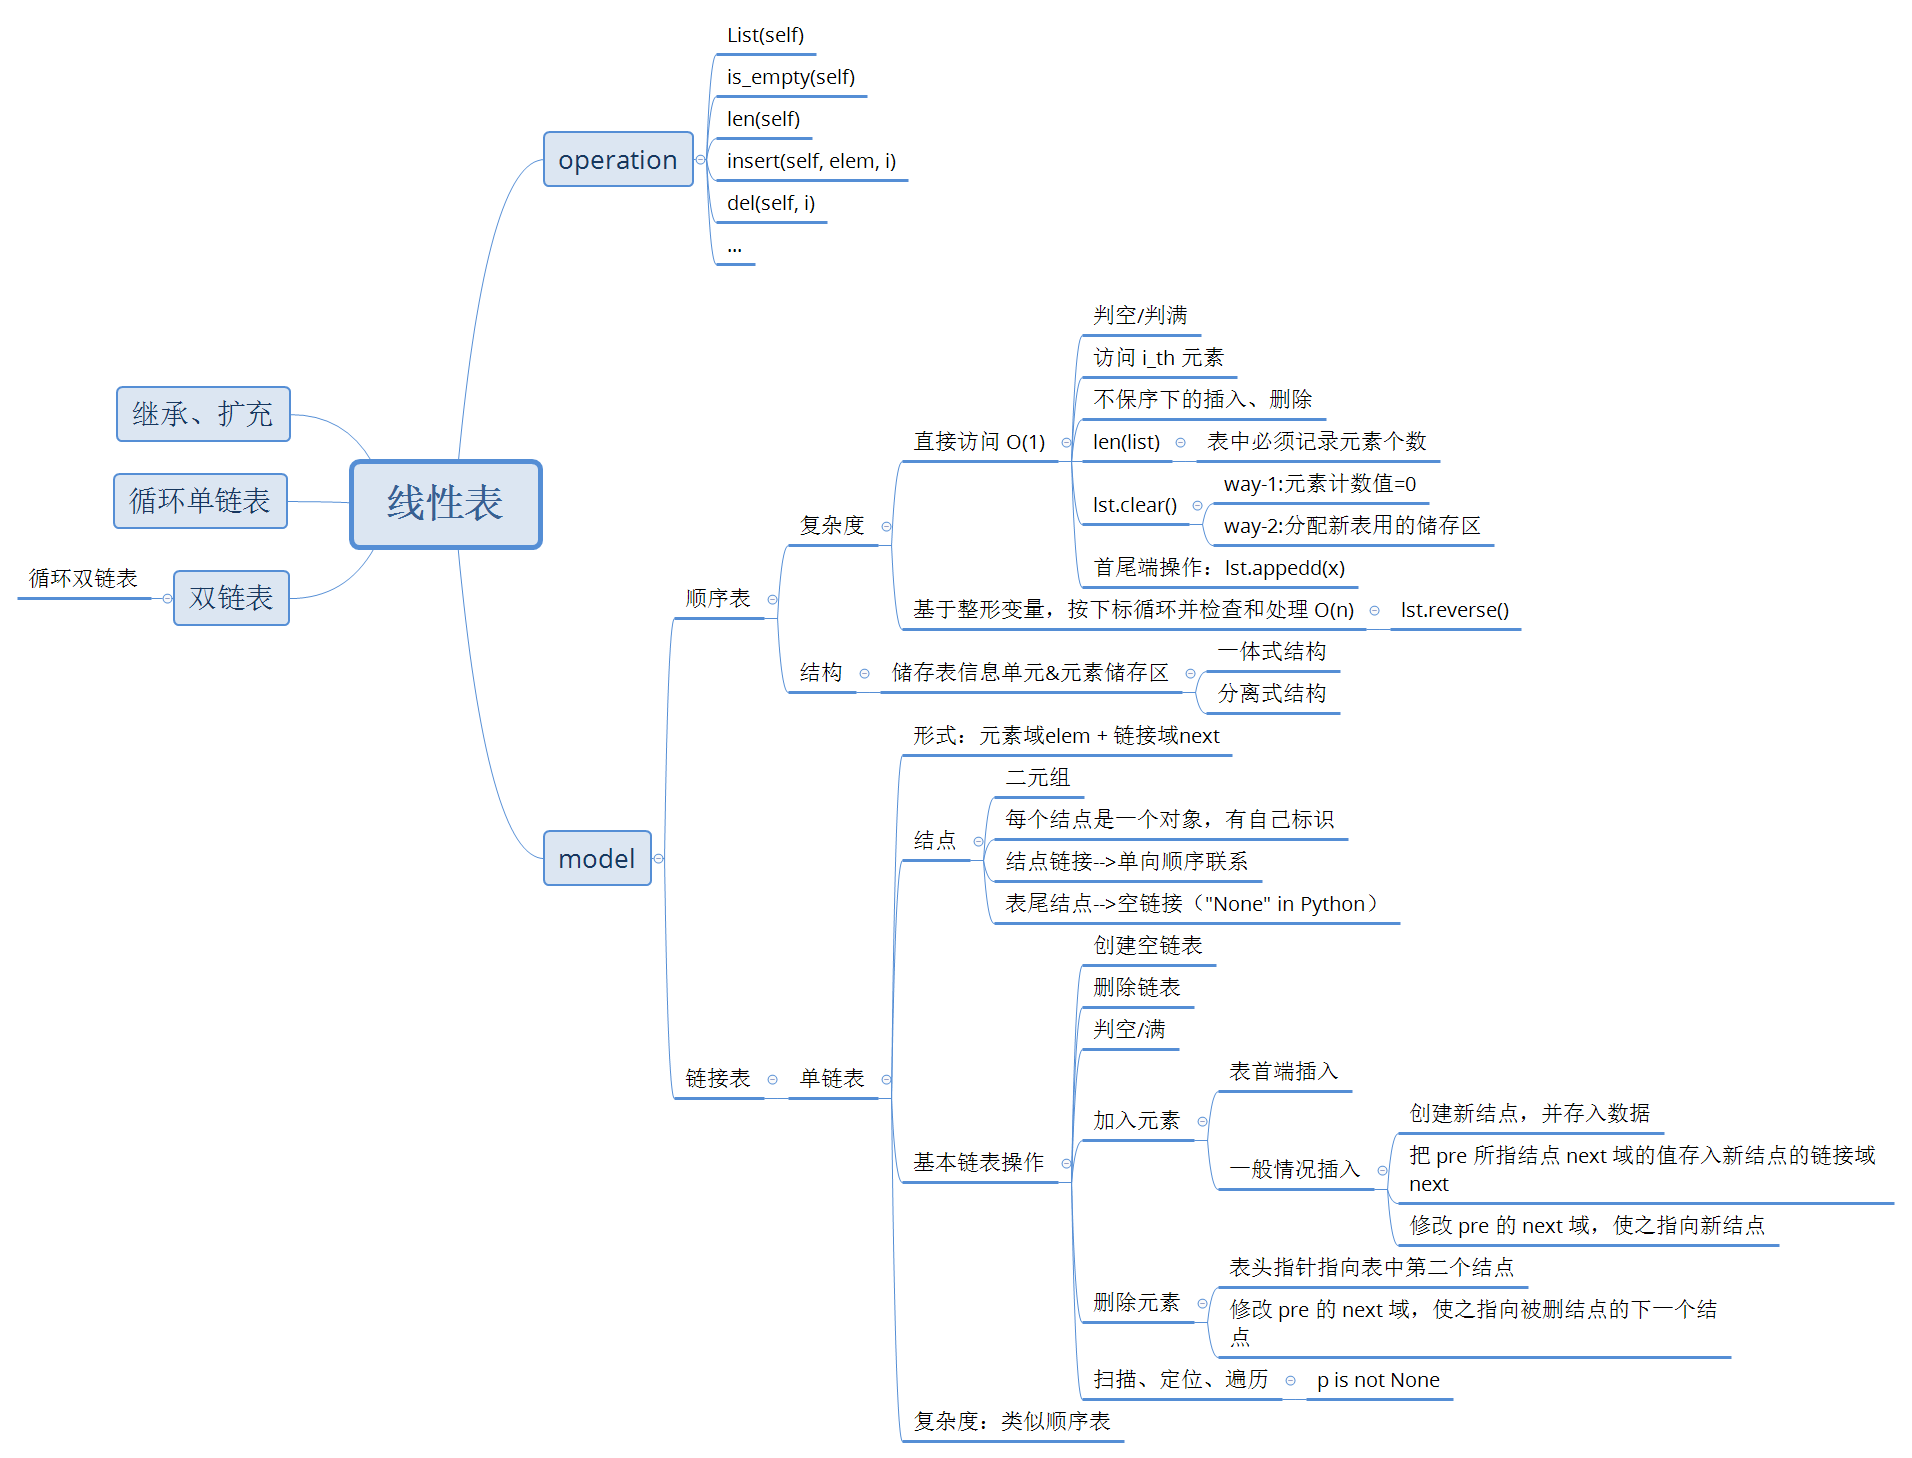 线性表
operation
List(self)
is_empty(self)
len(self)
insert(self, elem, i)
del(self, i)
...
model
顺序表
复杂度
直接访问 O(1)
判空/判满
访问 i_th 元素
不保序下的插入、删除
len(list)
表中必须记录元素个数
lst.clear()
way-1:元素计数值=0
way-2:分配新表用的储存区
首尾端操作：lst.appedd(x)
基于整形变量，按下标循环并检查和处理 O(n)
lst.reverse()
结构
储存表信息单元&元素储存区
一体式结构
分离式结构
链接表
单链表
形式：元素域elem + 链接域next
结点
二元组
每个结点是一个对象，有自己标识
结点链接-->单向顺序联系
表尾结点-->空链接（"None" in Python）
基本链表操作
创建空链表
删除链表
判空/满
加入元素
表首端插入
一般情况插入
创建新结点，并存入数据
把 pre 所指结点 next 域的值存入新结点的链接域
next
修改 pre 的 next 域，使之指向新结点
删除元素
表头指针指向表中第二个结点
修改 pre 的 next 域，使之指向被删结点的下一个结
点
扫描、定位、遍历
p is not None
复杂度：类似顺序表
继承、扩充
循环单链表
双链表
循环双链表